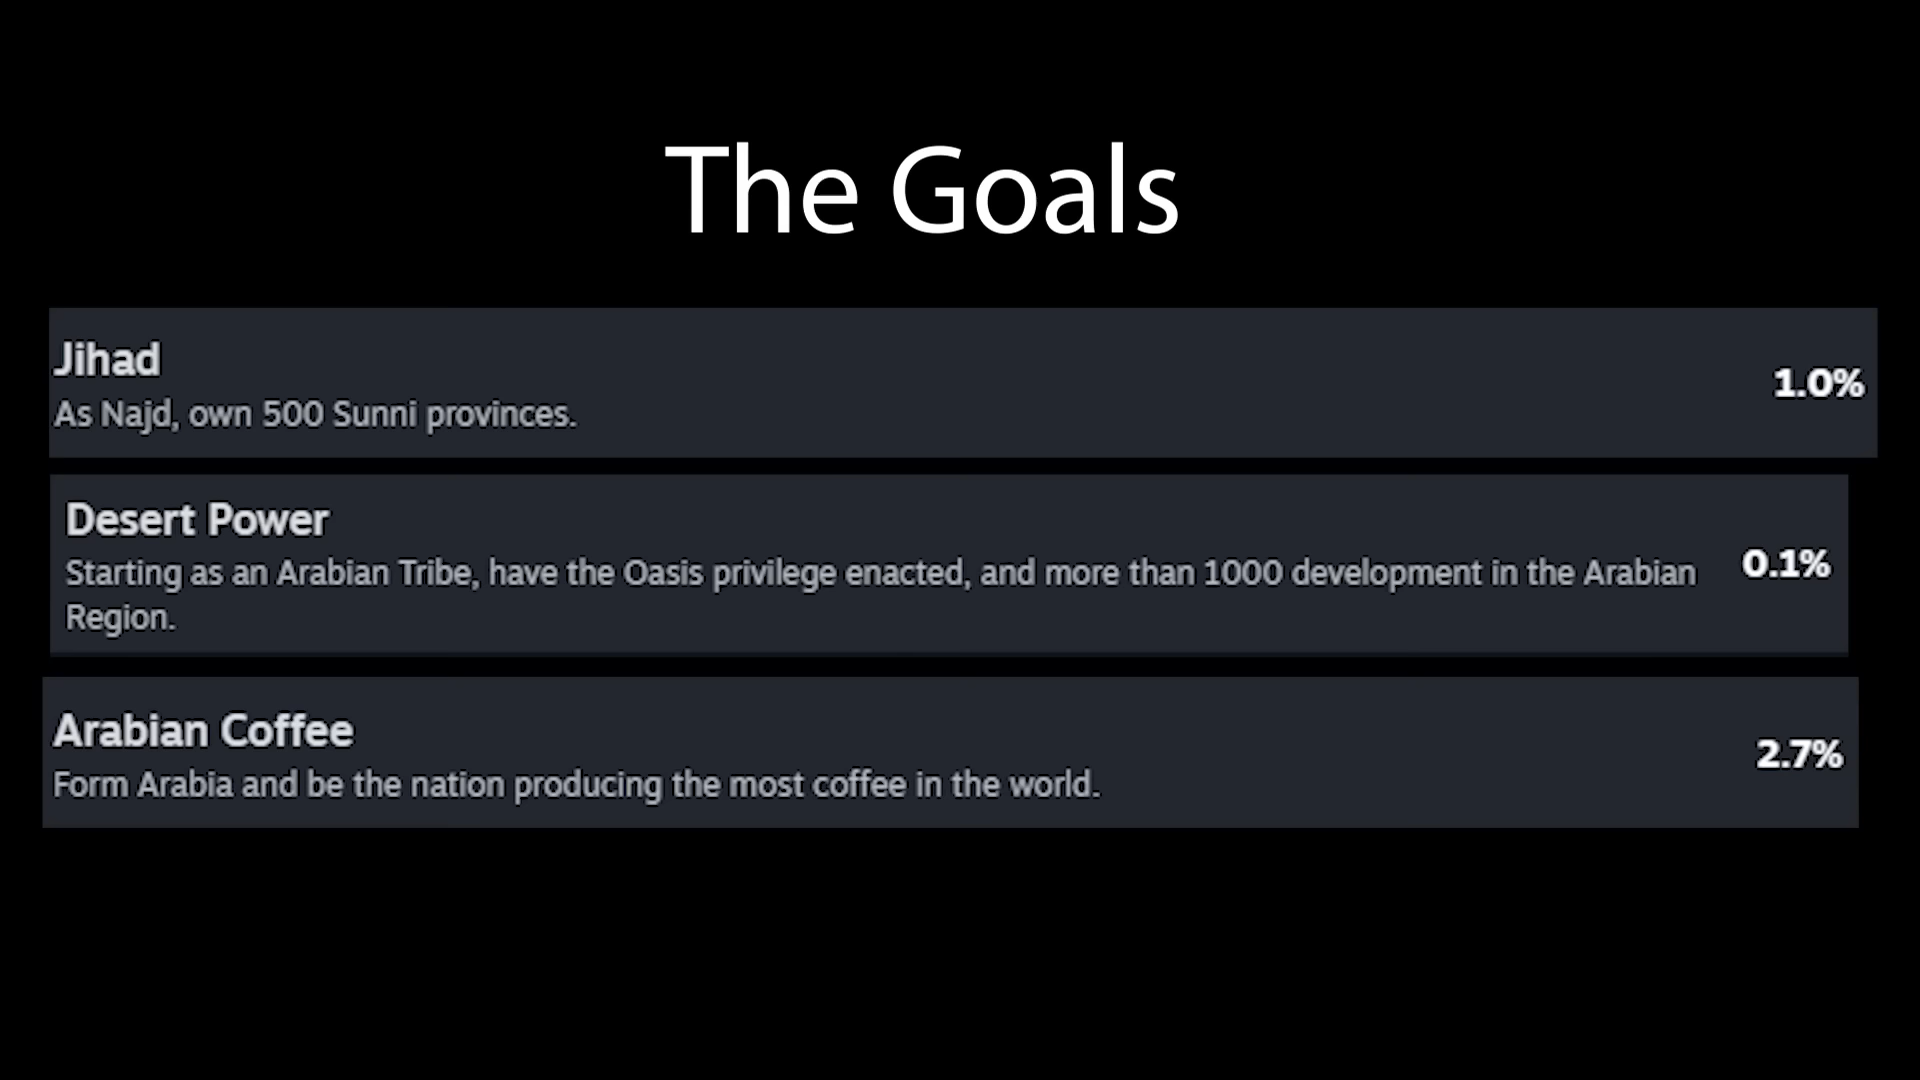 The Goals
Jihad
As Najd, own 500 Sunni provinces.
1.0%
Desert Power
Starting as an Arabian Tribe, have the Oasis privilege enacted, and more than 1000 development in the Arabian
Region.
0.1%
Arabian Coffee
Form Arabia and be the nation producing the most coffee in the world.
2.7%